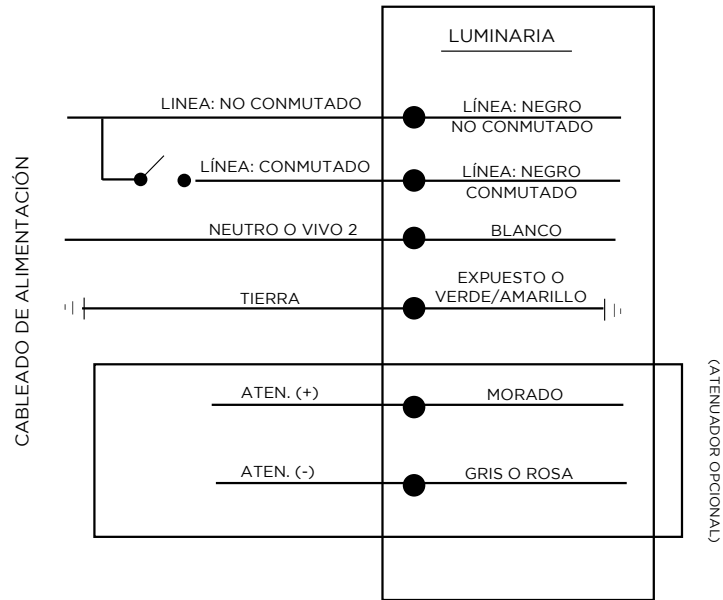 LUMINARIA
LINEA: NO CONMUTADO
LÍNEA: NEGRO
NO CONMUTADO
LÍNEA: CONMUTADO
LÍNEA: NEGRO
CONMUTADO
NEUTRO O VIVO 2
BLANCO
TIERRA
EXPUESTO O
VERDE/AMARILLO
CABLEADO DE ALIMENTACIÓN
ATEN. (+)
MORADO
ATEN. (-)
GRIS O ROSA
(ATENUADOR OPCIONAL)